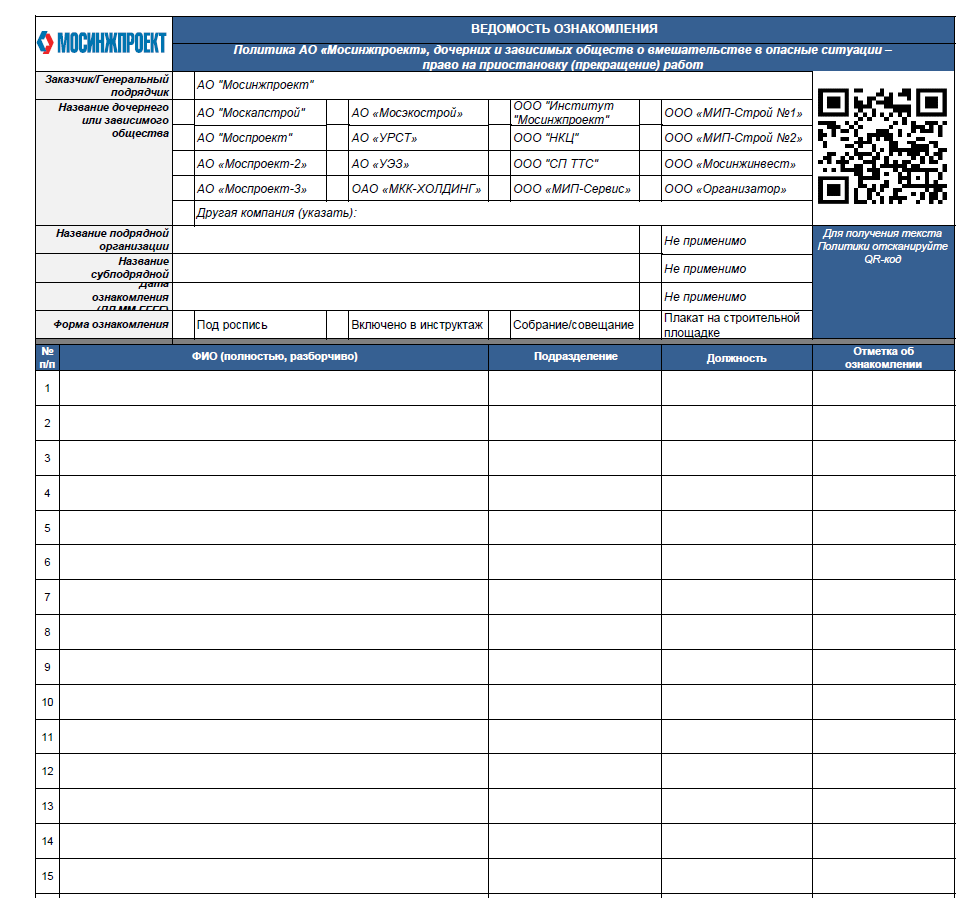 МОСИНЖПРОЕКТ
ВЕДОМОСТЬ ОЗНАКОМЛЕНИЯ
Политика АО «Мосинжпроект», дочерних и зависимых обществ о вмешательстве в опасные ситуации –
право на приостановку (прекращение) работ
Заказчик/Генеральный
подрядчик
АО "Мосинжпроект"
Название дочернего
или зависимого
общества
АО "Москапстрой"
АО «Мосэкострой»
ООО "Институт
"Мосинжпроект"
ООО «МИП-Строй №1»
АО "Моспроект"
АО «УРСТ»
ООО "НКЦ"
ООО «МИП-Строй №2»
АО «Моспроект-2»
АО «УЭЗ»
ООО "СП ТТС"
ООО «Мосинжинвест»
АО «Моспроект-3»
ОАО «МКК-ХОЛДИНГ»
ООО «МИП-Сервис»
ООО «Организатор»
Другая компания (указать):
Для получения текста
Политики отсканируйте
QR-код
Название подрядной
организации
Не применимо
Название
субподрядной
Не применимо
Дата
ознакомления
(ДД.ММ.ГГГГ)
Не применимо
Форма ознакомления
Под роспись
Включено в инструктаж
Собрание/совещание
Плакат на строительной
площадке
№
п/п
ФИО (полностью, разборчиво)
Подразделение
Должность
Отметка об
ознакомлении
1
2
3
4
5
6
7
8
9
10
11
12
13
14
15